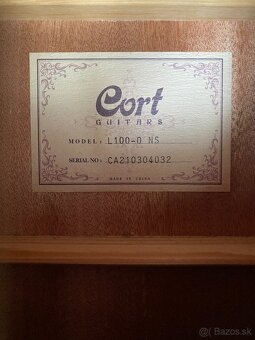 Cort
GUITARS
MODEL: L100-O NS
SERIAL NO: CA210304032
MADE IN CHINA
Bazos.sk